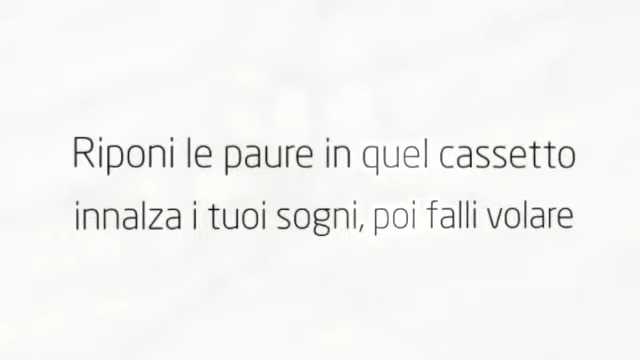 Riponi le paure in quel cassetto
innalza i tuoi sogni, poi falli volare